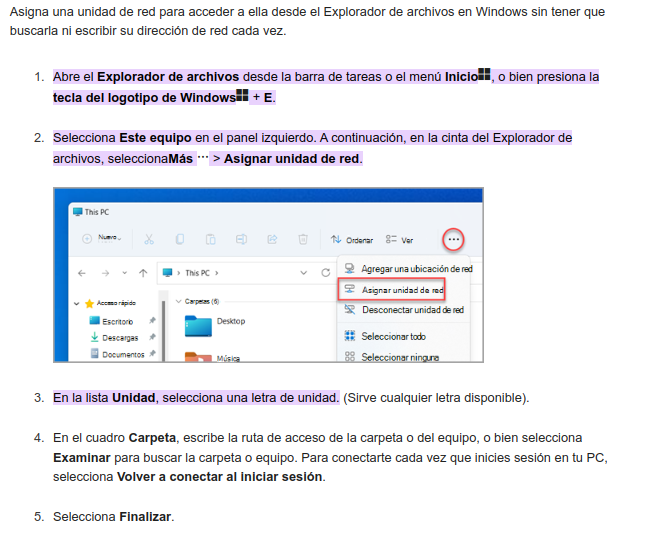 Asigna una unidad de red para acceder a ella desde el Explorador de archivos en Windows sin tener que
buscarla ni escribir su dirección de red cada vez.
1. Abre el Explorador de archivos desde la barra de tareas o el menú Inicio, o bien presiona la
tecla del logotipo de Windows + E.
2. Selecciona Este equipo en el panel izquierdo. A continuación, en la cinta del Explorador de
archivos, seleccionaMás ··· > Asignar unidad de red.
This PC
Nuevo
Ordenar
Ver
···
This PC
Agregar una ubicación de red
Asignar unidad de red
Desconectar unidad de red
Seleccionar todo
Seleccionar ninguna
Acceso rápido
Escritorio
Descargas
Documentos
Carpetas (6)
Desktop
Música
3. En la lista Unidad, selecciona una letra de unidad. (Sirve cualquier letra disponible).
4. En el cuadro Carpeta, escribe la ruta de acceso de la carpeta o del equipo, o bien selecciona
Examinar para buscar la carpeta o equipo. Para conectarte cada vez que inicies sesión en tu PC,
selecciona Volver a conectar al iniciar sesión.
5. Selecciona Finalizar.